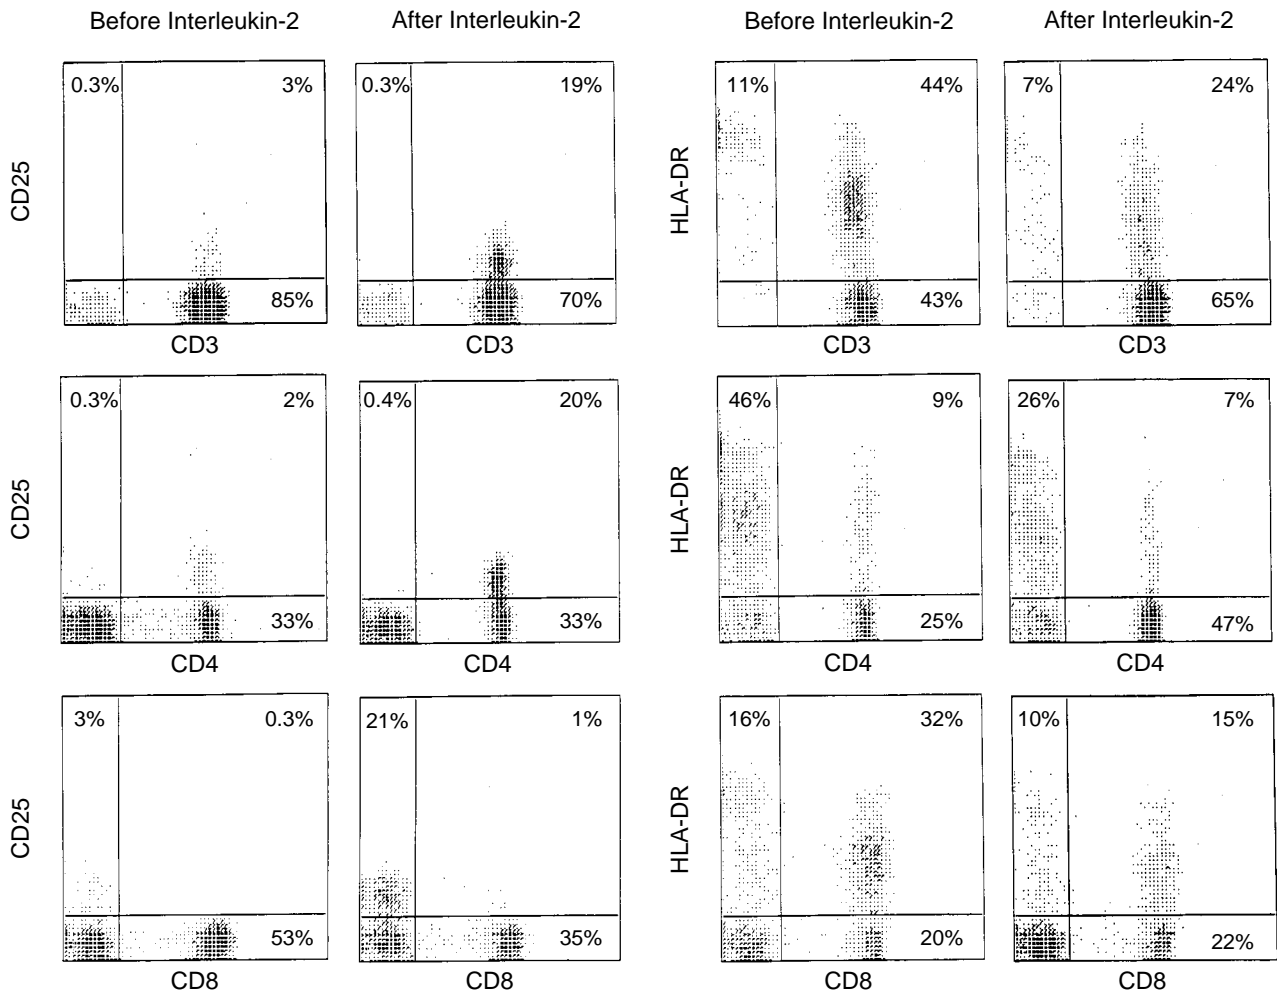 Before Interleukin-2 After Interleukin-2 Before Interleukin-2 After Interleukin-2
0.3% 3% 0.3% 19% 11% 44% 7% 24%
CD25 HLA-DR
85% 70% 43% 65%
CD3 CD3 CD3 CD3
0.3% 2% 0.4% 20% 46% 9% 26% 7%
CD25 HLA-DR
33% 33% 25% 47%
CD4 CD4 CD4 CD4
3% 0.3% 21% 1% 16% 32% 10% 15%
CD25 HLA-DR
53% 35% 20% 22%
CD8 CD8 CD8 CD8